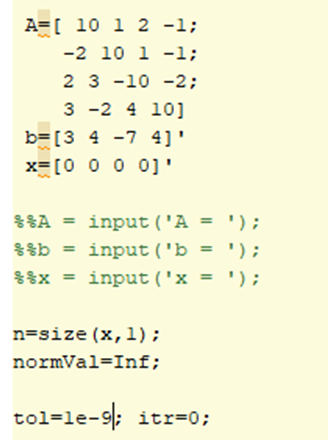 A=[ 10 1 2 -1;
-2 10 1 -1;
2 3 -10 -2;
3 -2 4 10]
b=[3 4 -7 4]'
x=[0 0 0 0]'
%%A = input('A = ');
%%b = input('b = ');
%%x = input('x = ');
n=size(x,1);
normVal=Inf;
tol=1e-9; itr=0;